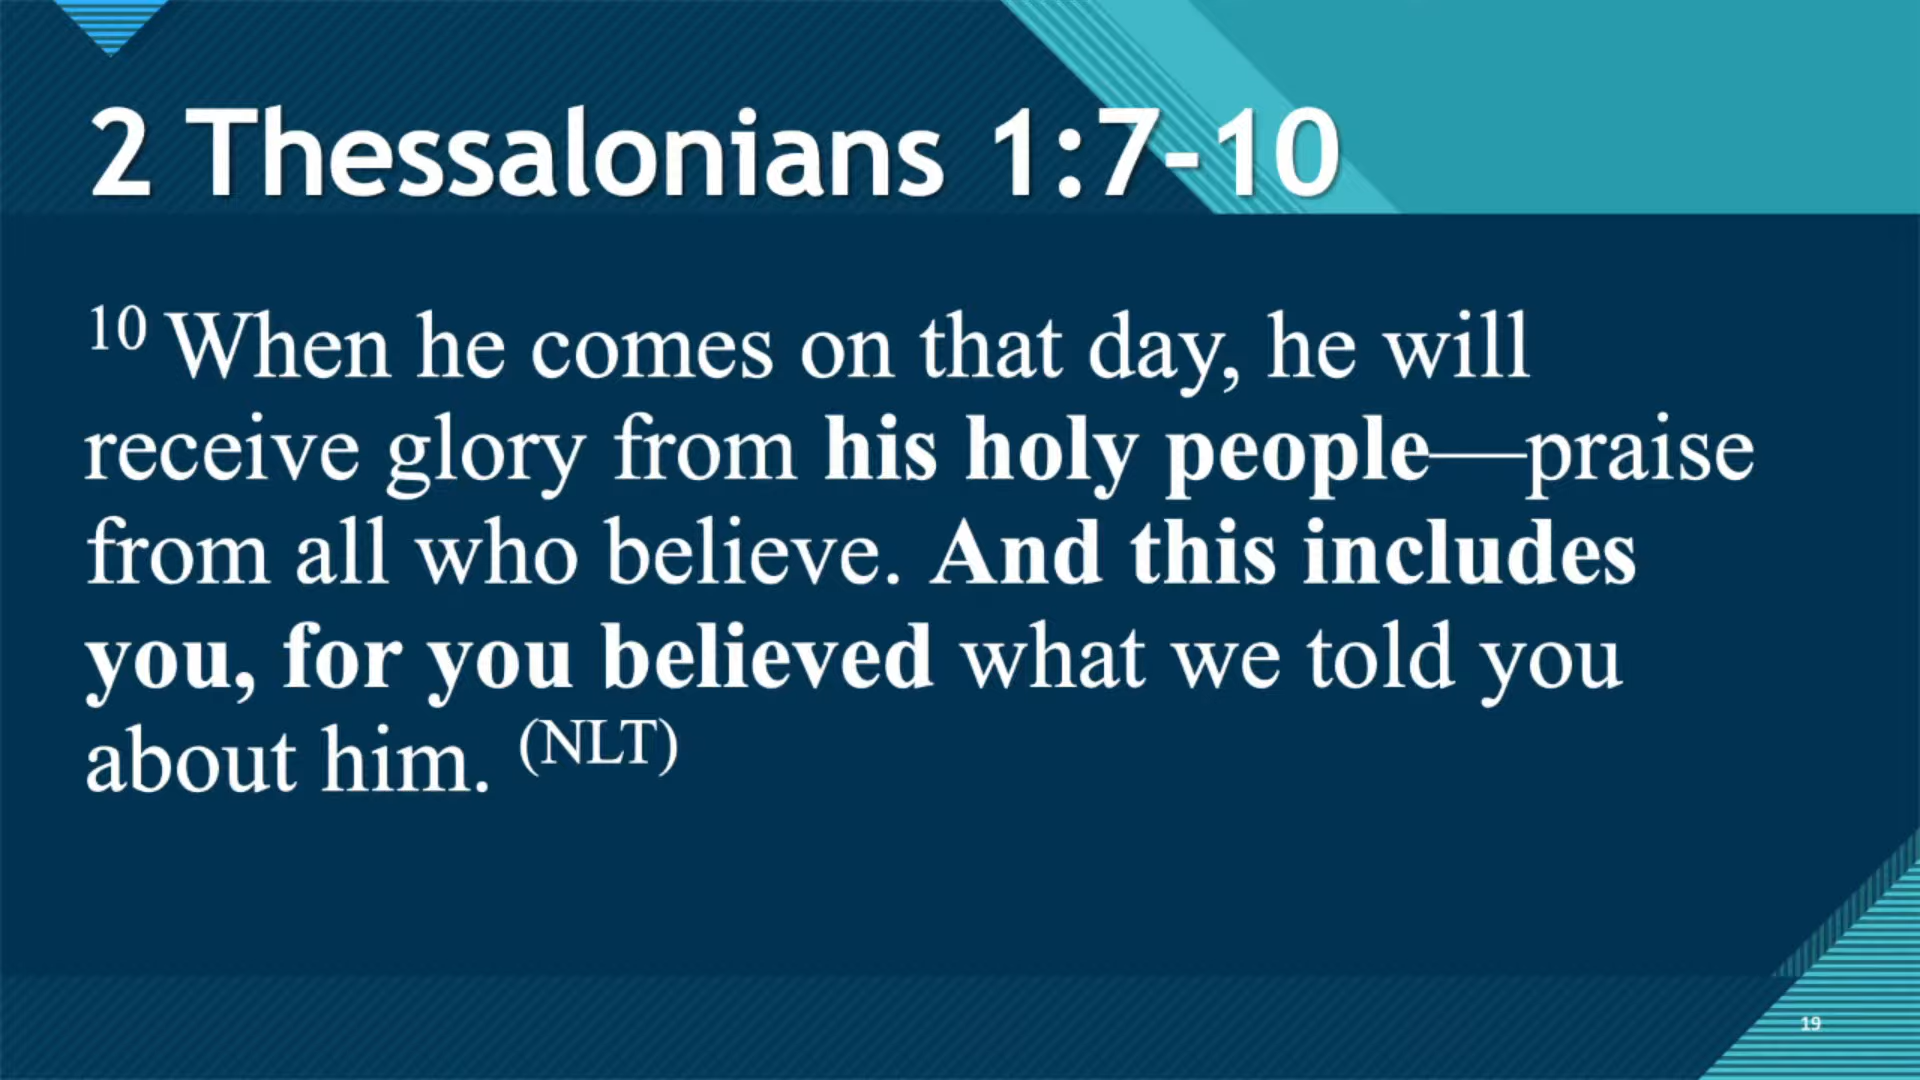 2 Thessalonians 1:7-10
10 When he comes on that day, he will
receive glory from his holy people—praise
from all who believe. And this includes
you, for you believed what we told you
about him. (NLT)
19